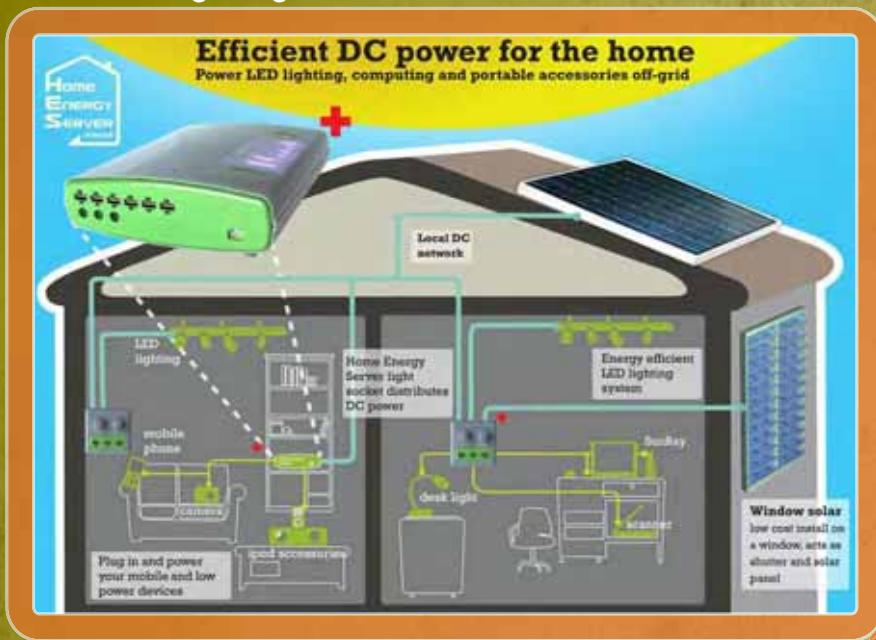 Efficient DC power for the home
Power LED lighting, computing and portable accessories off-grid
Home
Energy
Server
Local DC
network
LED
lighting
Home Energy
Server light
socket distributes
DC power
Energy efficient
LED lighting
system
mobile
phone
camera
ipod accessories
desk light
SunRay
scanner
Plug in and power
your mobile and low
power devices
Window solar
low cost install on
a window, acts as
shutter and solar
panel